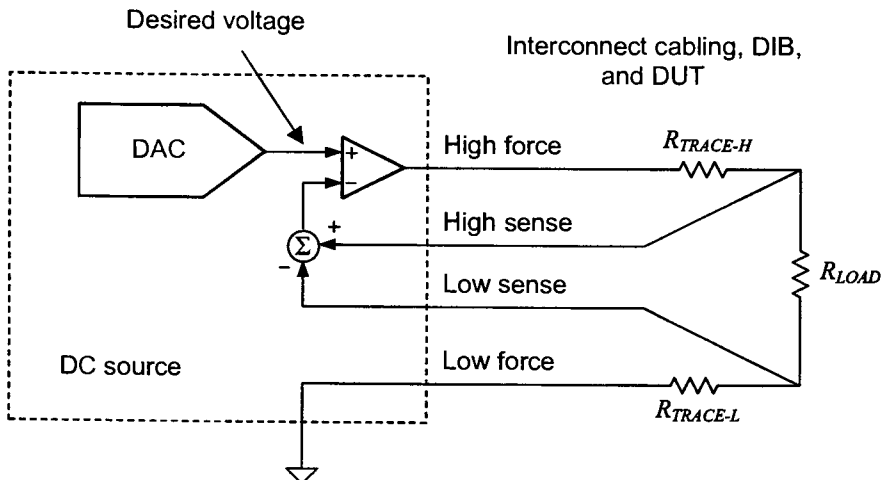 Desired voltage
Interconnect cabling, DIB,
and DUT
DAC
+
−
High force
R_TRACE-H
Σ
+
−
High sense
R_LOAD
Low sense
DC source
Low force
R_TRACE-L